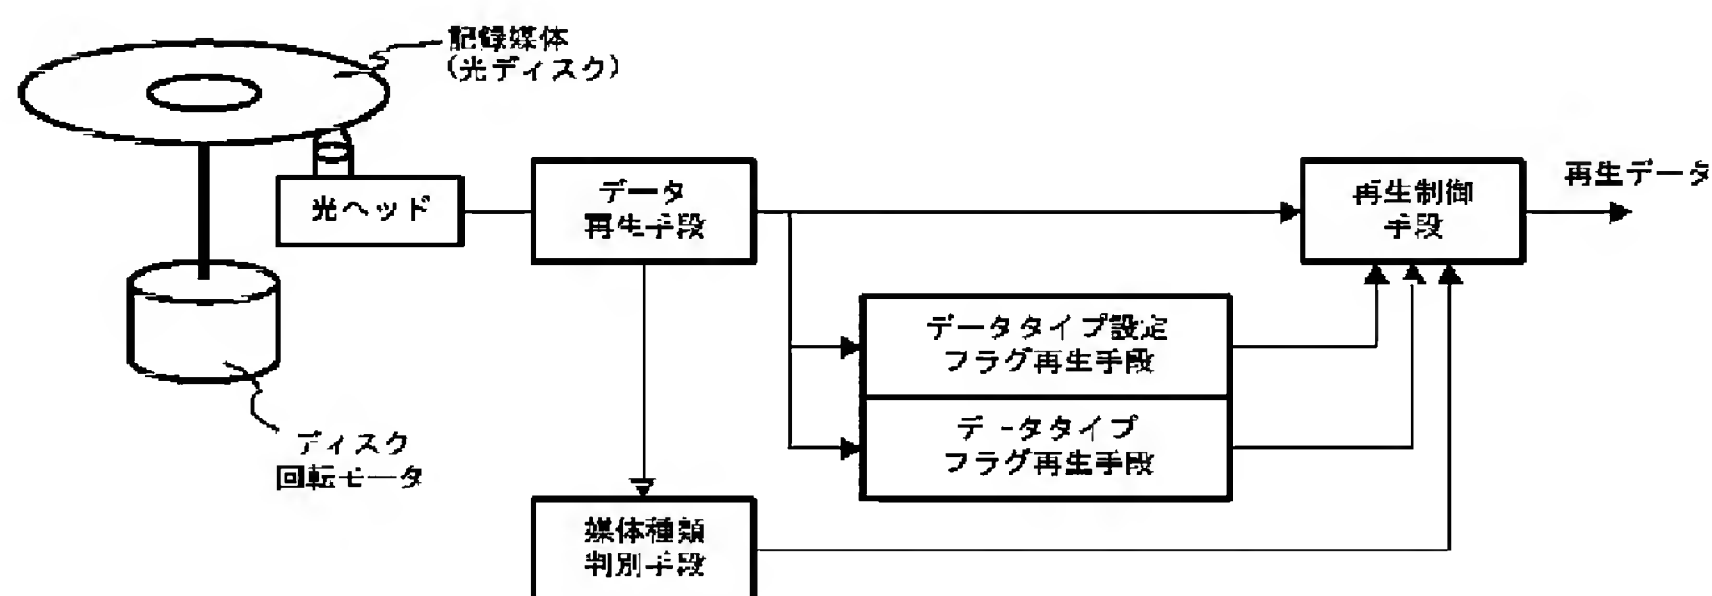 記録媒体
(光ディスク)
光ヘッド
データ
再生手段
再生制御
手段
再生データ
データタイプ設定
フラグ再生手段
データタイプ
フラグ再生手段
ディスク
回転モータ
媒体種類
判別手段